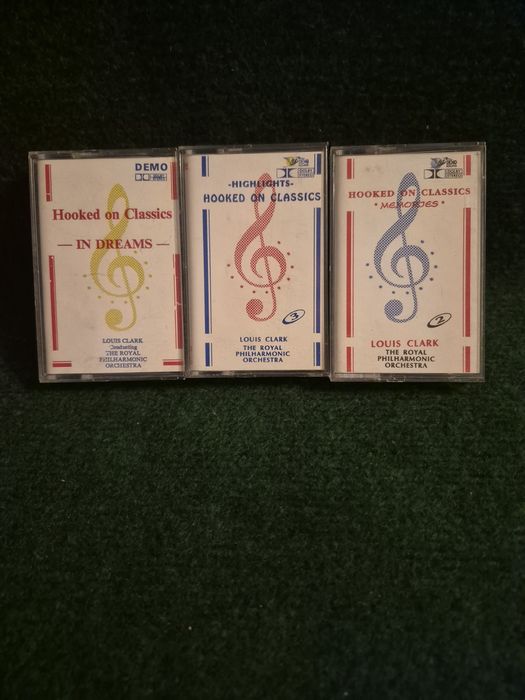 DEMO
Hooked on Classics
— IN DREAMS —
LOUIS CLARK
Conducting
THE ROYAL
PHILHARMONIC
ORCHESTRA
-HIGHLIGHTS-
HOOKED ON CLASSICS
3
LOUIS CLARK
THE ROYAL
PHILHARMONIC
ORCHESTRA
HOOKED ON CLASSICS
• MEMORIES •
2
LOUIS CLARK
THE ROYAL
PHILHARMONIC
ORCHESTRA